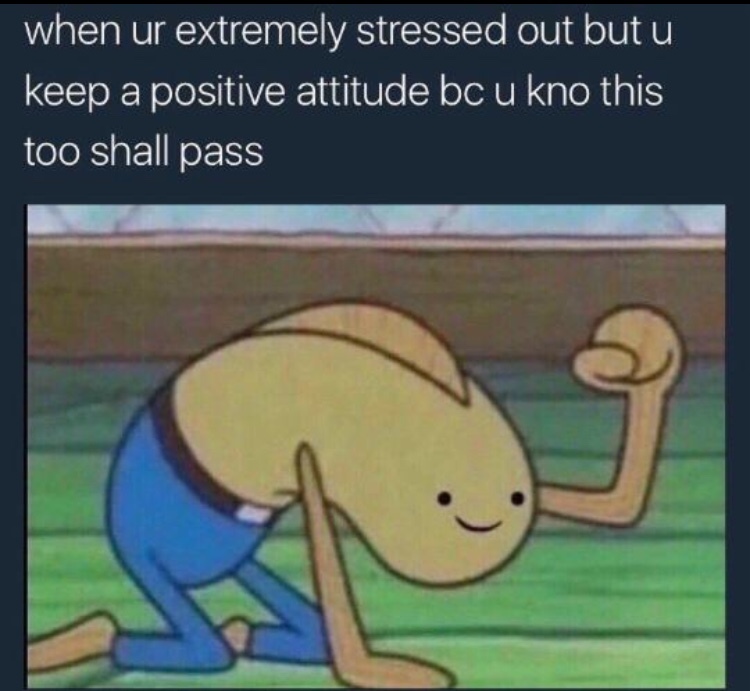 when ur extremely stressed out but u
keep a positive attitude bc u kno this
too shall pass